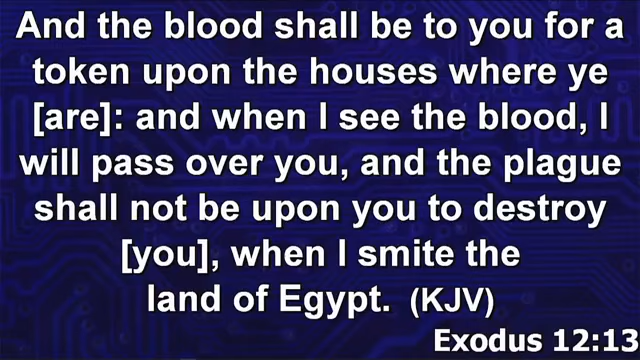 And the blood shall be to you for a
token upon the houses where ye
[are]: and when I see the blood, I
will pass over you, and the plague
shall not be upon you to destroy
[you], when I smite the
land of Egypt. (KJV)
Exodus 12:13